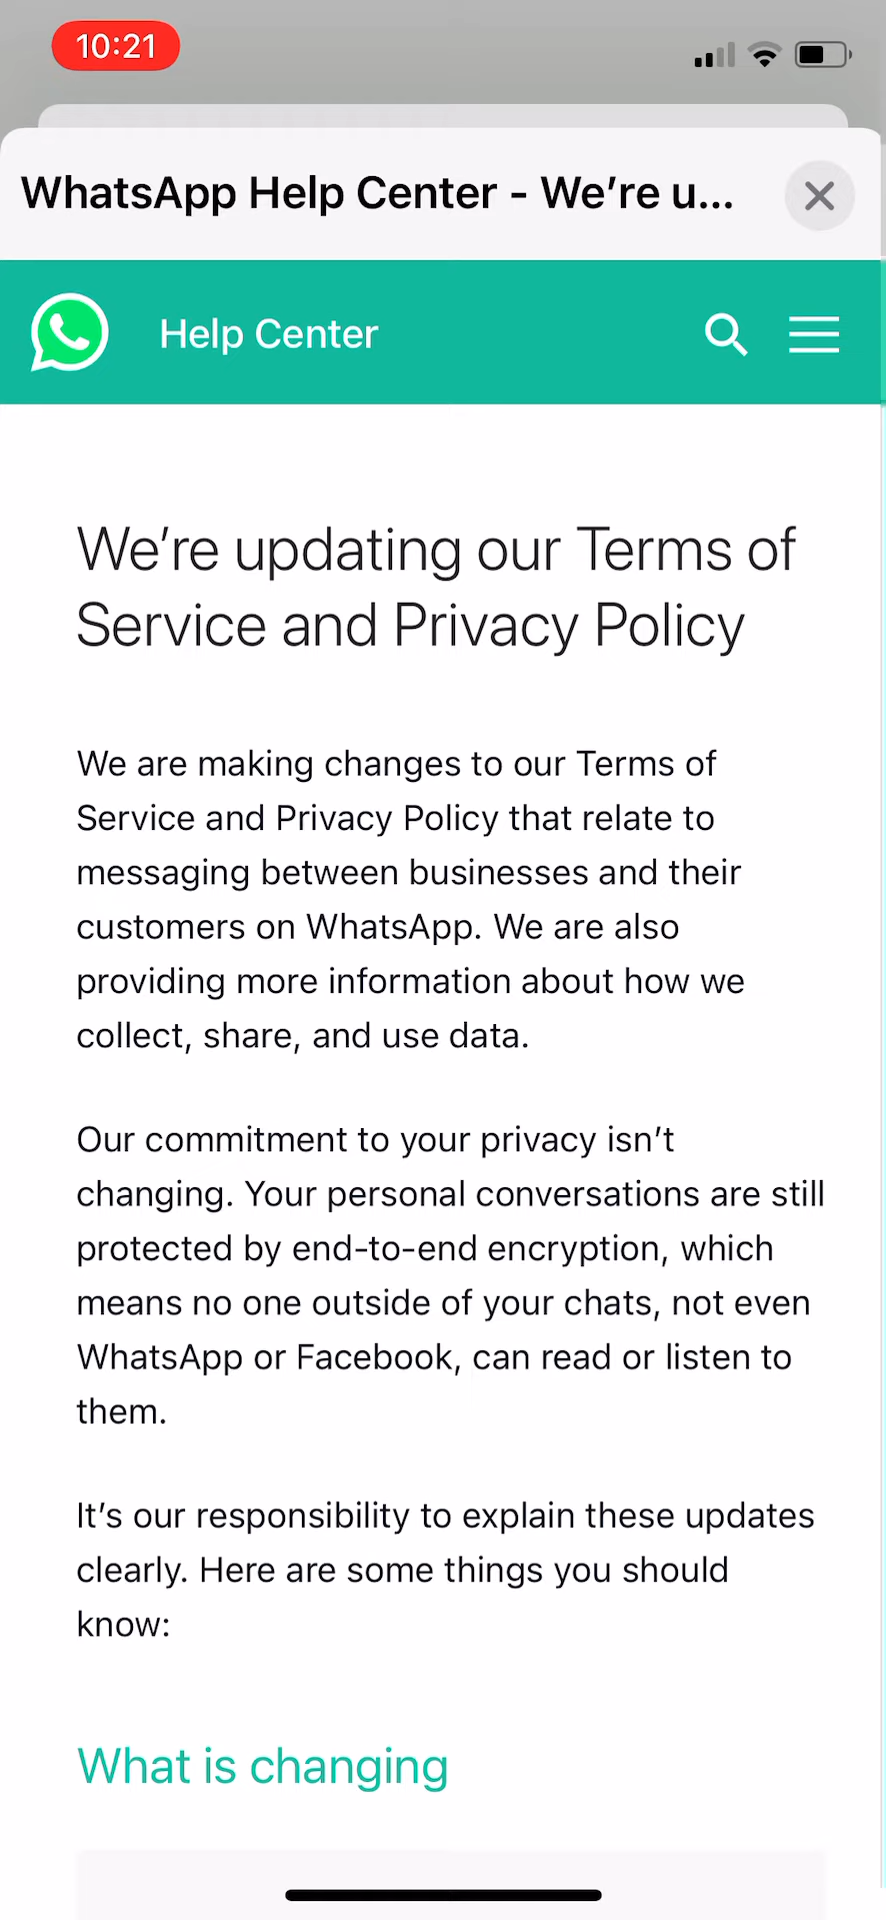 10:21
WhatsApp Help Center - We’re u...
Help Center
We’re updating our Terms of
Service and Privacy Policy
We are making changes to our Terms of
Service and Privacy Policy that relate to
messaging between businesses and their
customers on WhatsApp. We are also
providing more information about how we
collect, share, and use data.
Our commitment to your privacy isn’t
changing. Your personal conversations are still
protected by end-to-end encryption, which
means no one outside of your chats, not even
WhatsApp or Facebook, can read or listen to
them.
It’s our responsibility to explain these updates
clearly. Here are some things you should
know:
What is changing